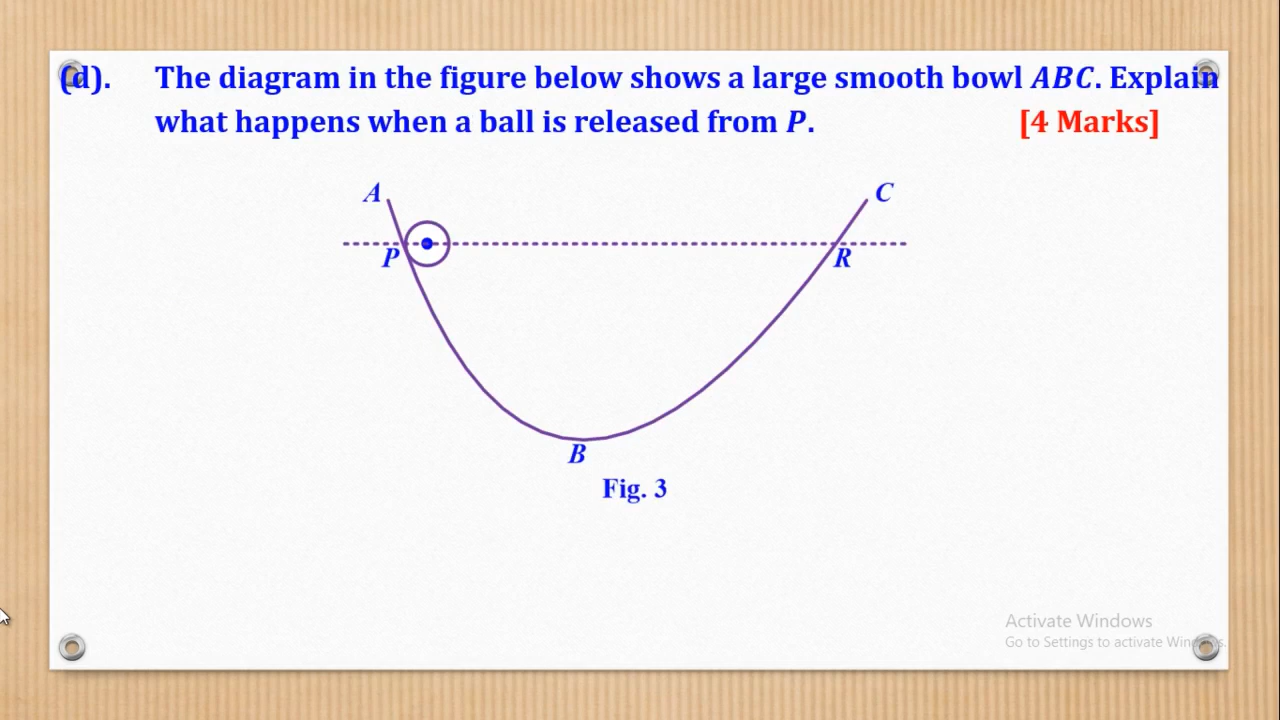 (d). The diagram in the figure below shows a large smooth bowl ABC. Explain
what happens when a ball is released from P. [4 Marks]
A
C
P
R
B
Fig. 3
Activate Windows
Go to Settings to activate Windows.